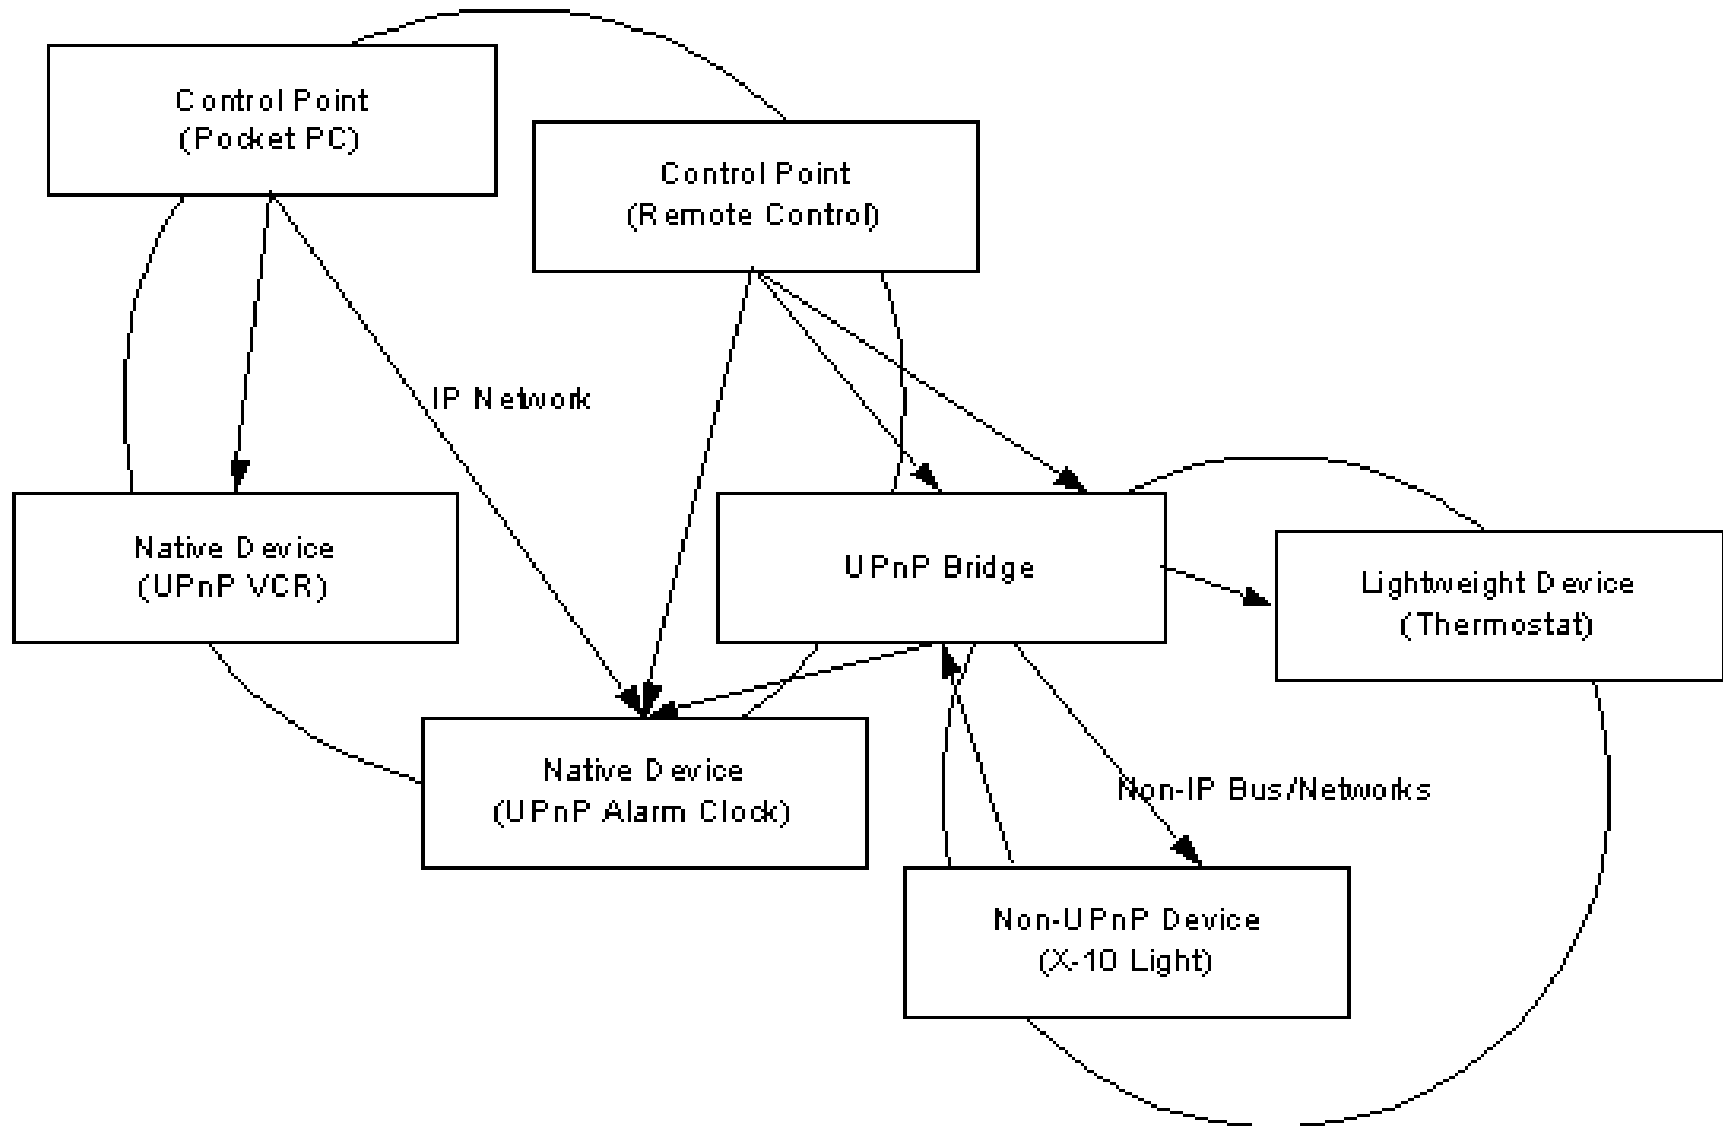 Control Point
(Pocket PC)
Control Point
(Remote Control)
IP Network
Native Device
(UPnP VCR)
UPnP Bridge
Lightweight Device
(Thermostat)
Native Device
(UPnP Alarm Clock)
Non-IP Bus/Networks
Non-UPnP Device
(X-10 Light)